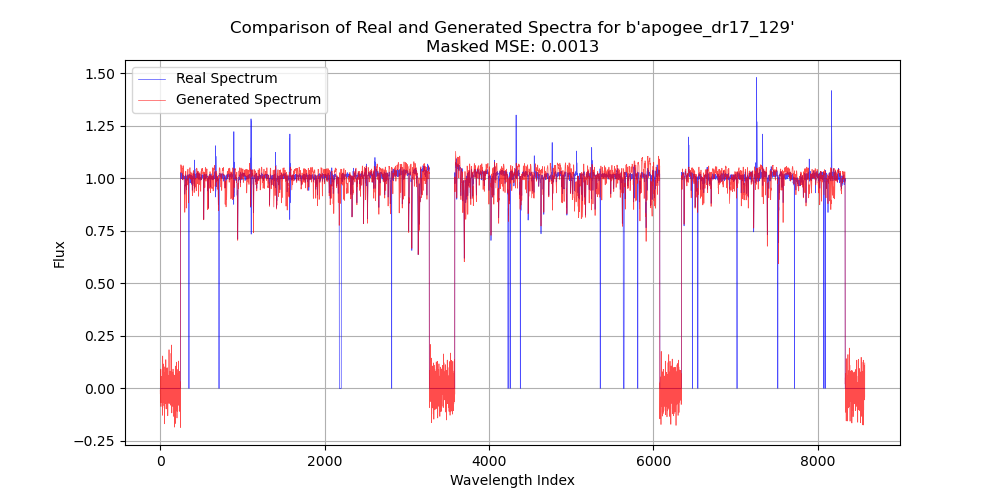 Comparison of Real and Generated Spectra for b'apogee_dr17_129'
Masked MSE: 0.0013
Real Spectrum
Generated Spectrum
1.50
1.25
1.00
0.75
0.50
0.25
0.00
−0.25
Flux
0 2000 4000 6000 8000
Wavelength Index